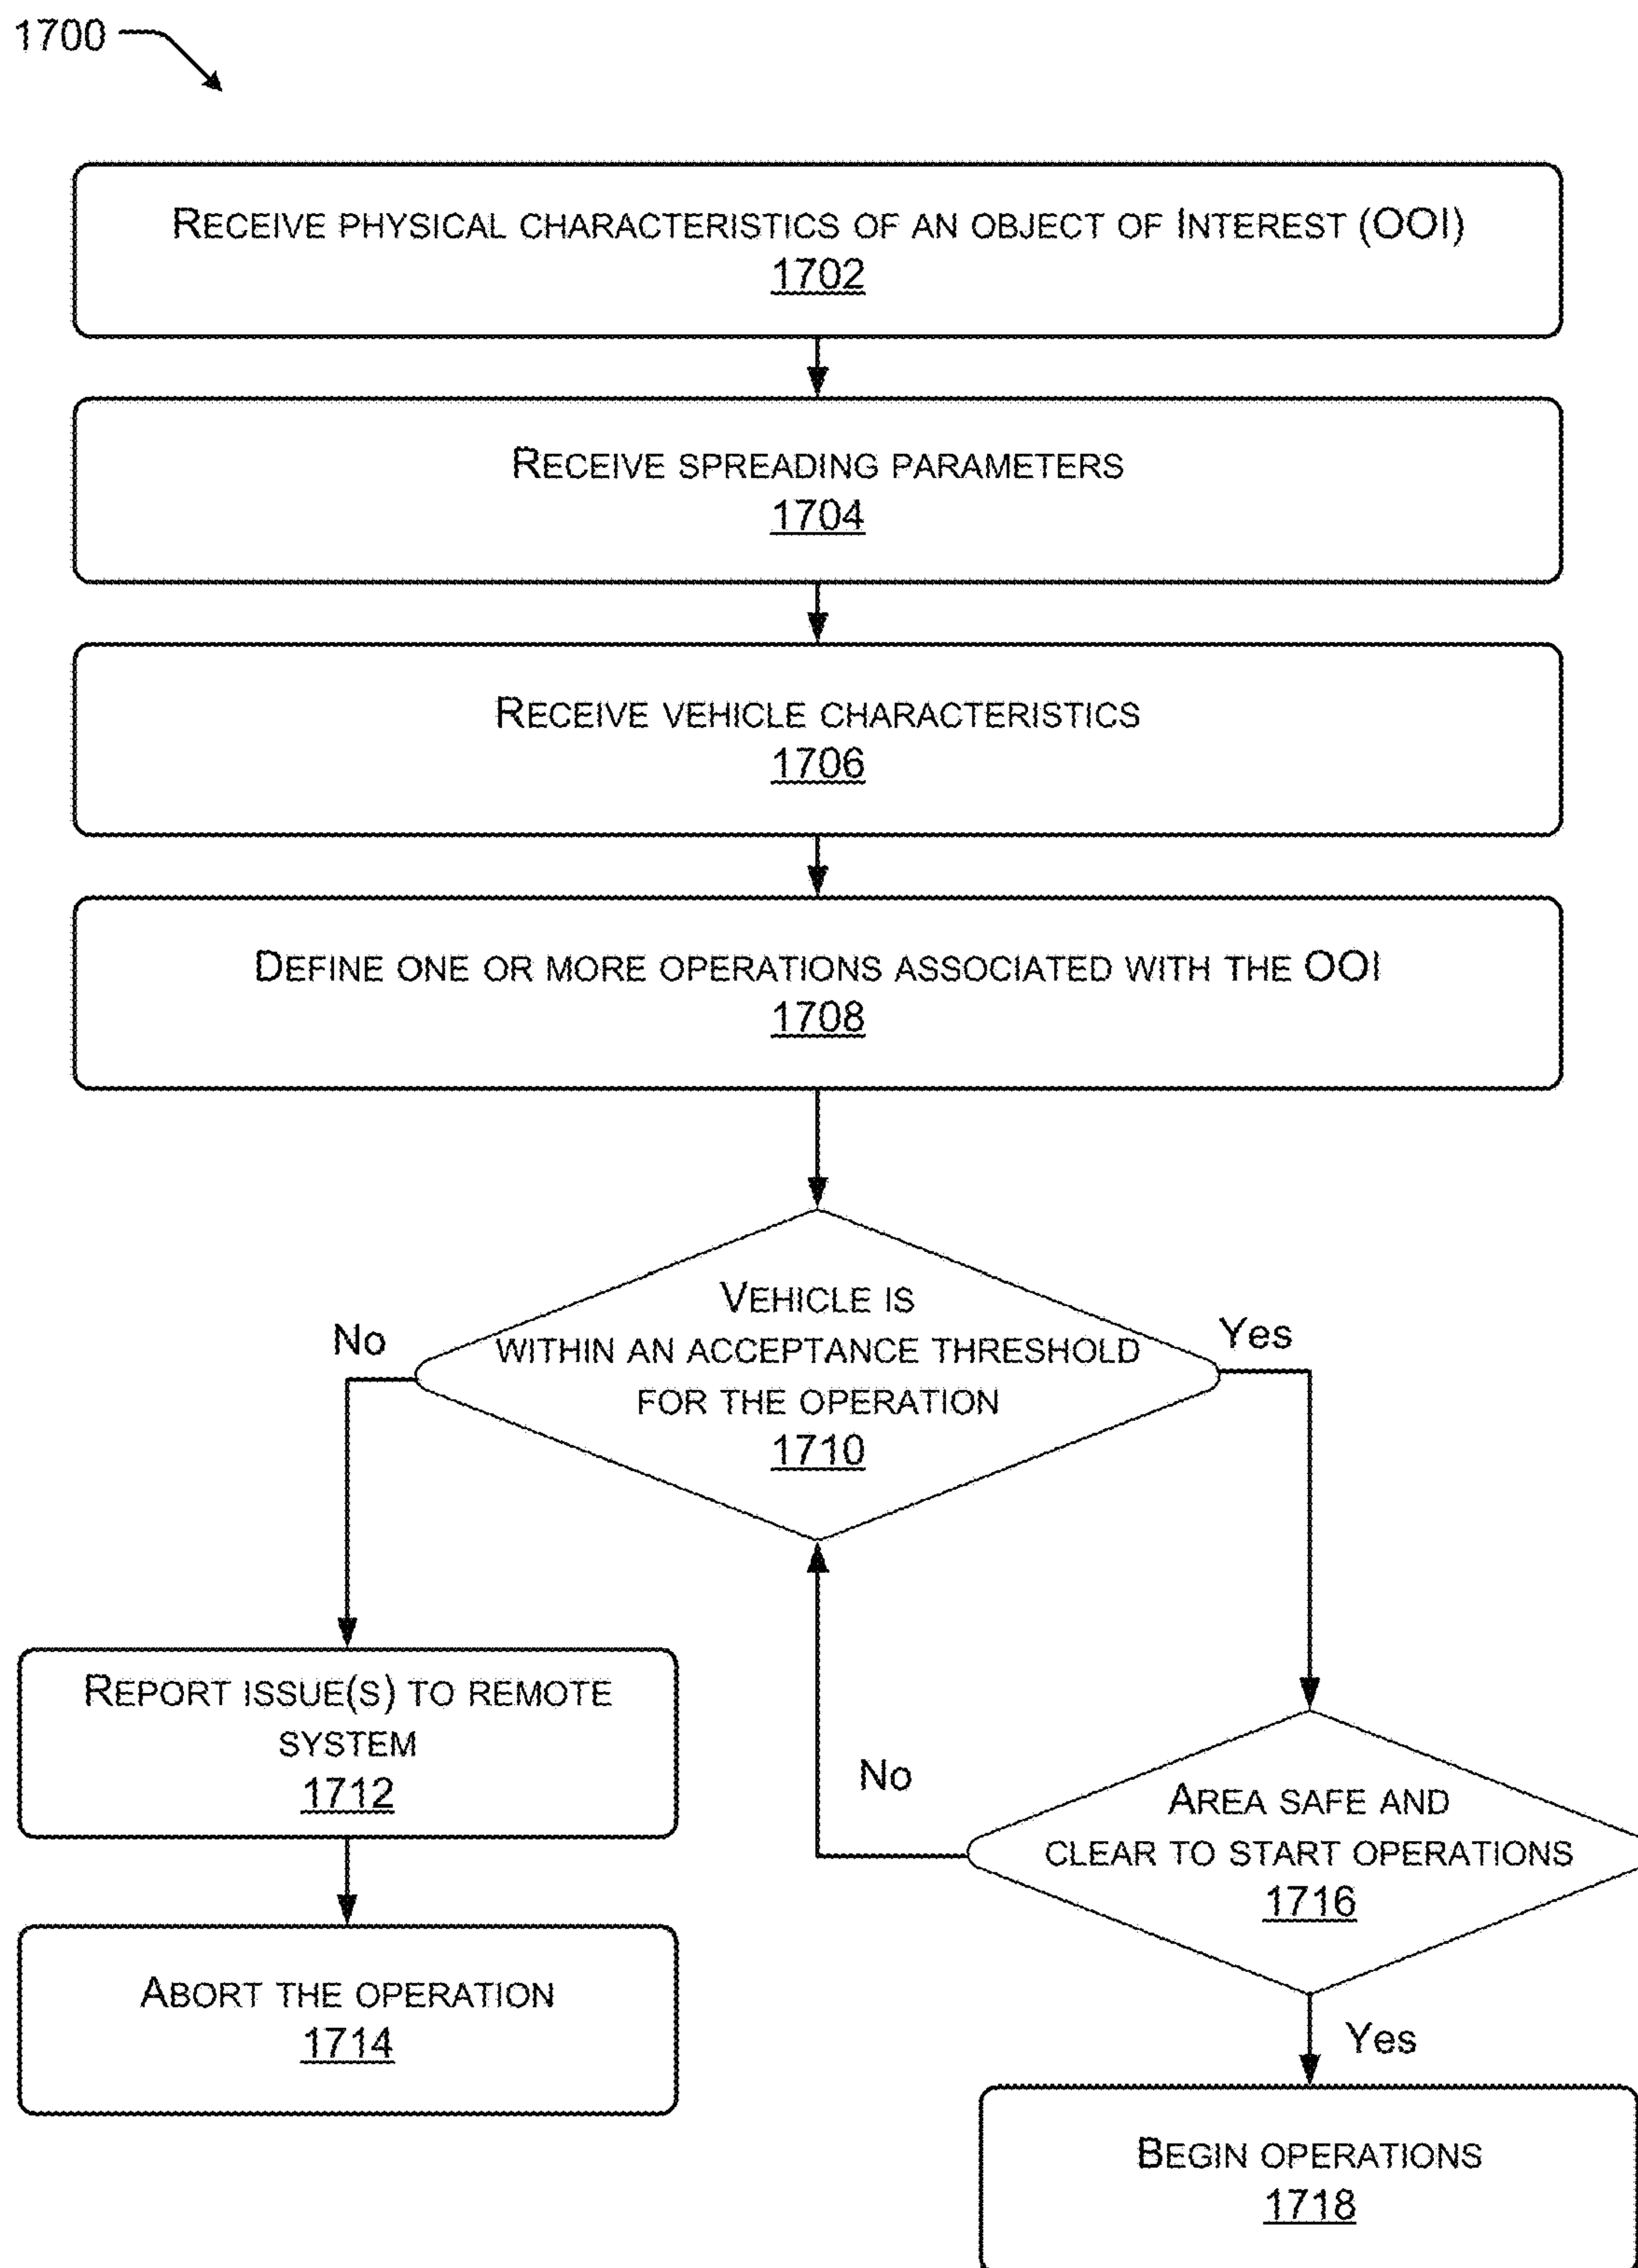 1700
RECEIVE PHYSICAL CHARACTERISTICS OF AN OBJECT OF INTEREST (OOI)
1702
RECEIVE SPREADING PARAMETERS
1704
RECEIVE VEHICLE CHARACTERISTICS
1706
DEFINE ONE OR MORE OPERATIONS ASSOCIATED WITH THE OOI
1708
VEHICLE IS
WITHIN AN ACCEPTANCE THRESHOLD
FOR THE OPERATION
1710
No
Yes
REPORT ISSUE(S) TO REMOTE
SYSTEM
1712
No
AREA SAFE AND
CLEAR TO START OPERATIONS
1716
ABORT THE OPERATION
1714
Yes
BEGIN OPERATIONS
1718